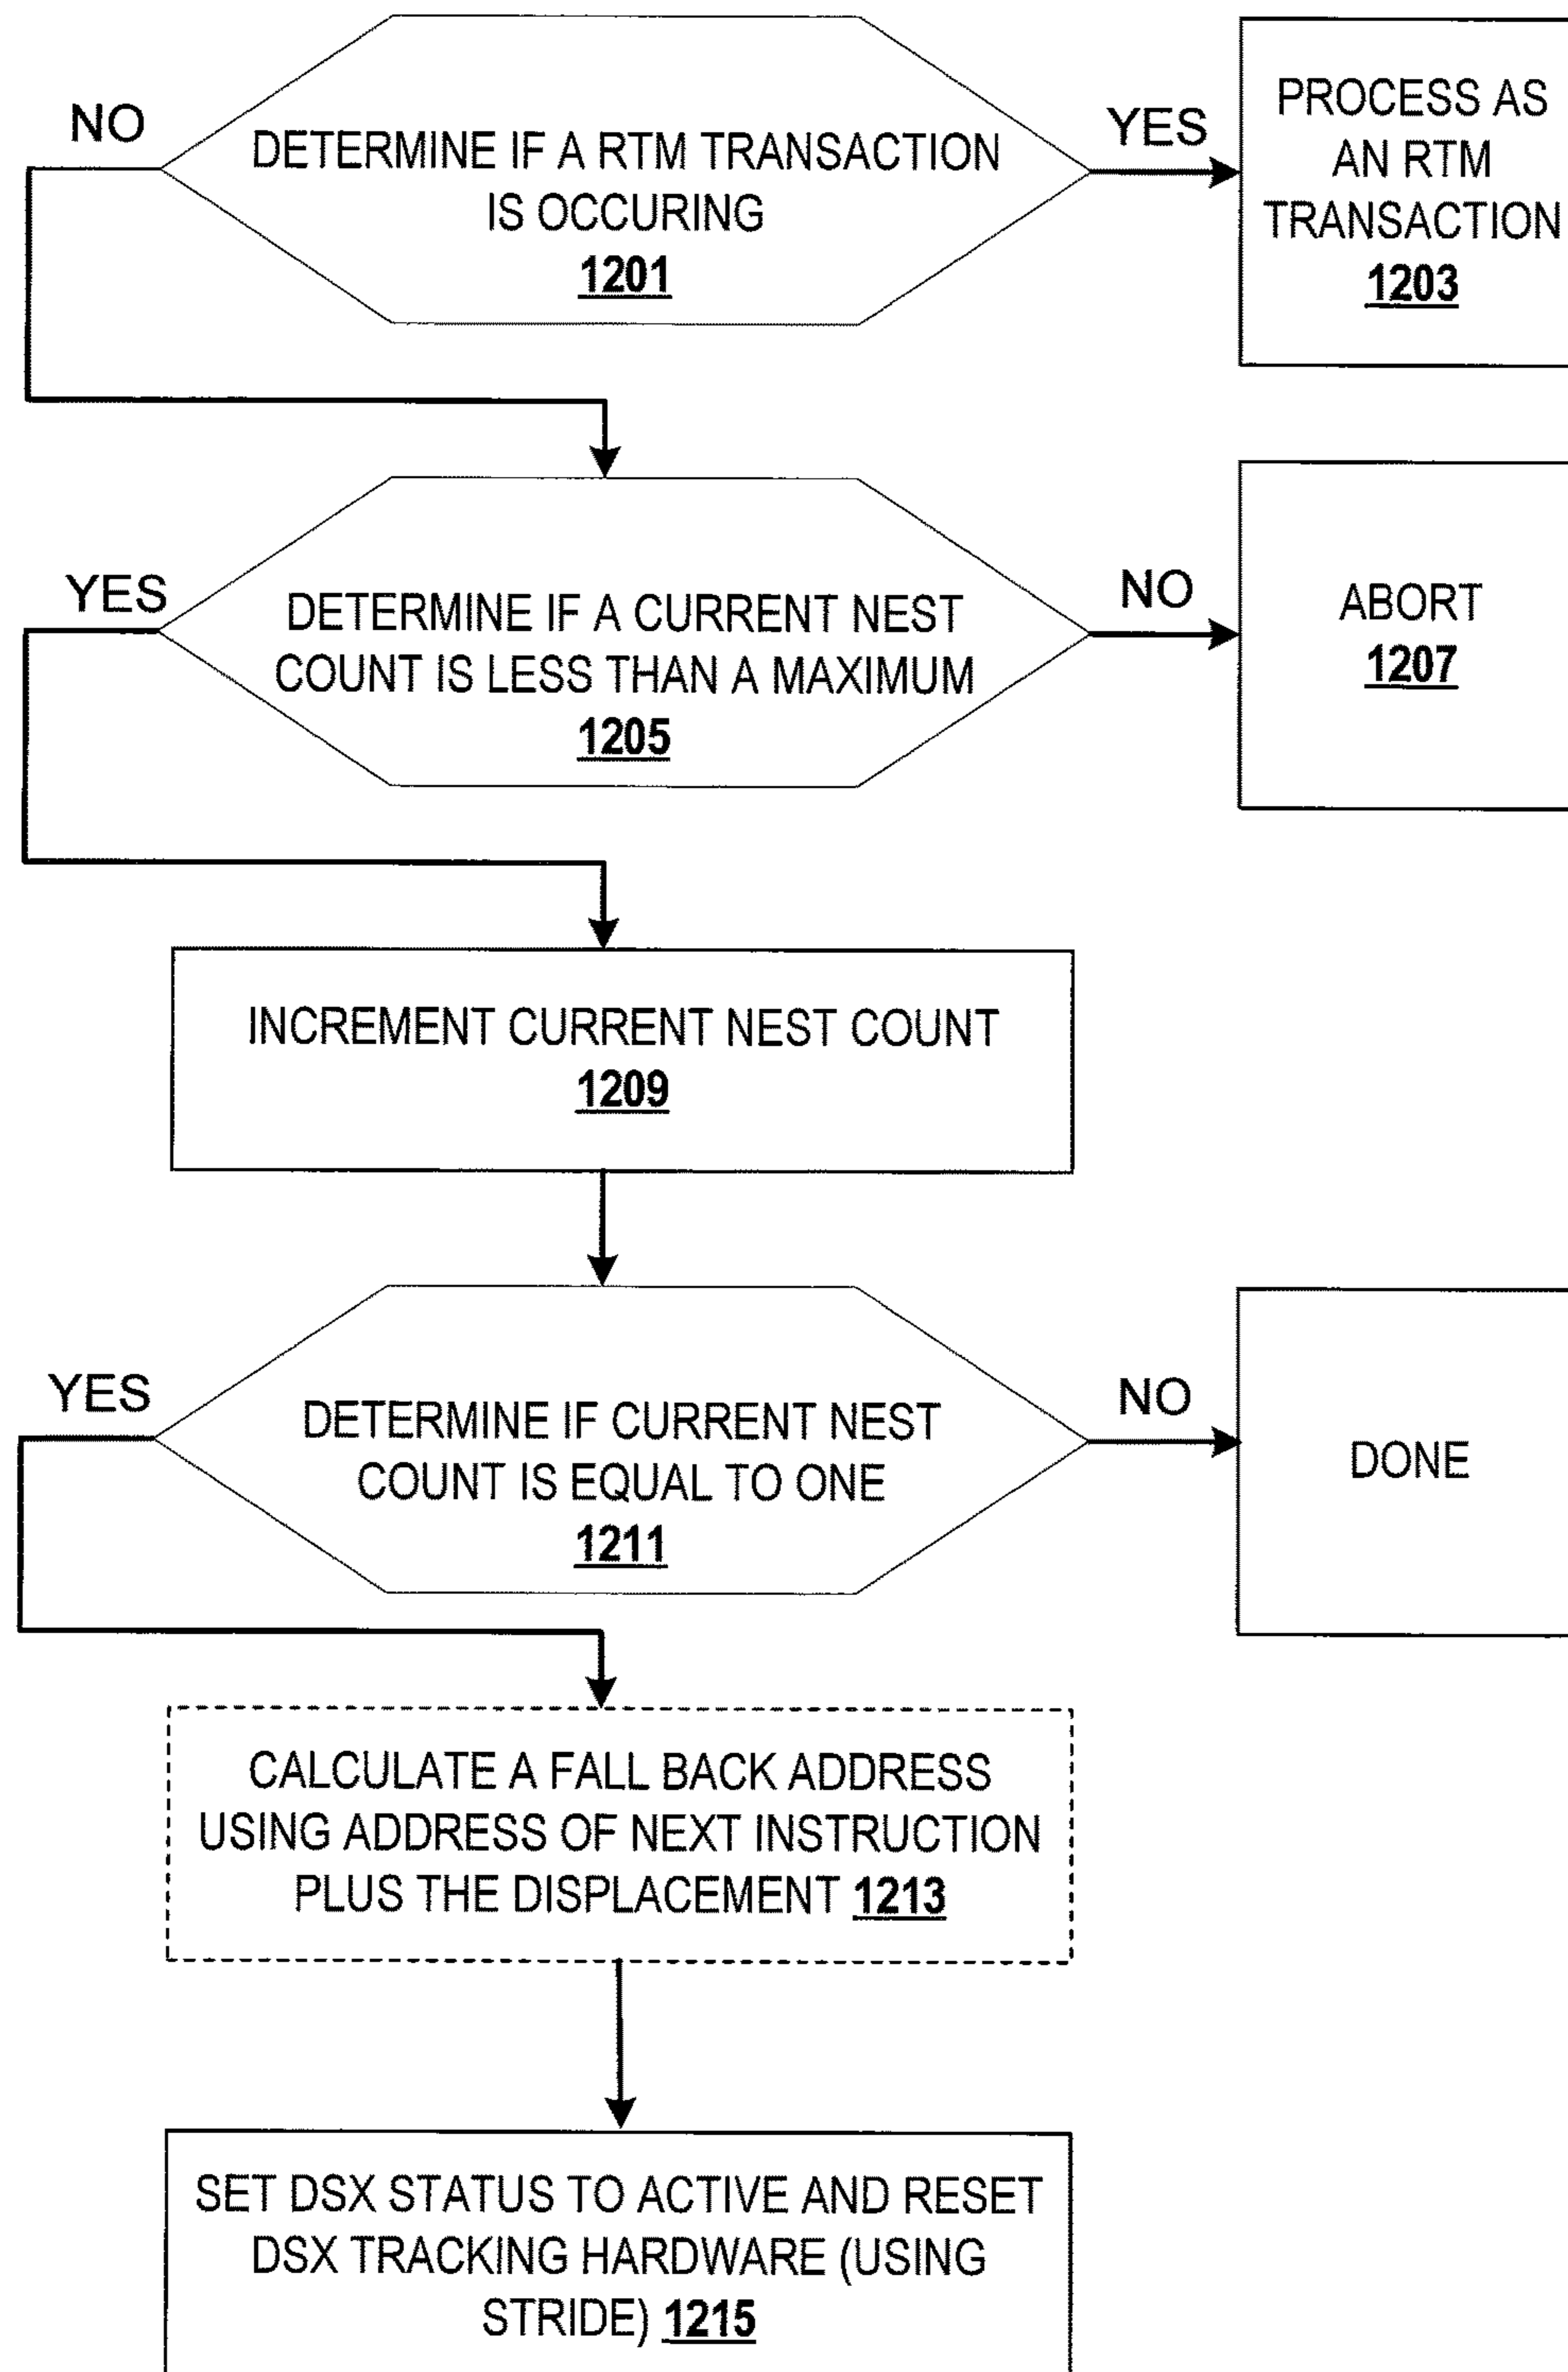 NO
DETERMINE IF A RTM TRANSACTION
IS OCCURING
1201
YES
PROCESS AS
AN RTM
TRANSACTION
1203
YES
DETERMINE IF A CURRENT NEST
COUNT IS LESS THAN A MAXIMUM
1205
NO
ABORT
1207
INCREMENT CURRENT NEST COUNT
1209
YES
DETERMINE IF CURRENT NEST
COUNT IS EQUAL TO ONE
1211
NO
DONE
CALCULATE A FALL BACK ADDRESS
USING ADDRESS OF NEXT INSTRUCTION
PLUS THE DISPLACEMENT 1213
SET DSX STATUS TO ACTIVE AND RESET
DSX TRACKING HARDWARE (USING
STRIDE) 1215